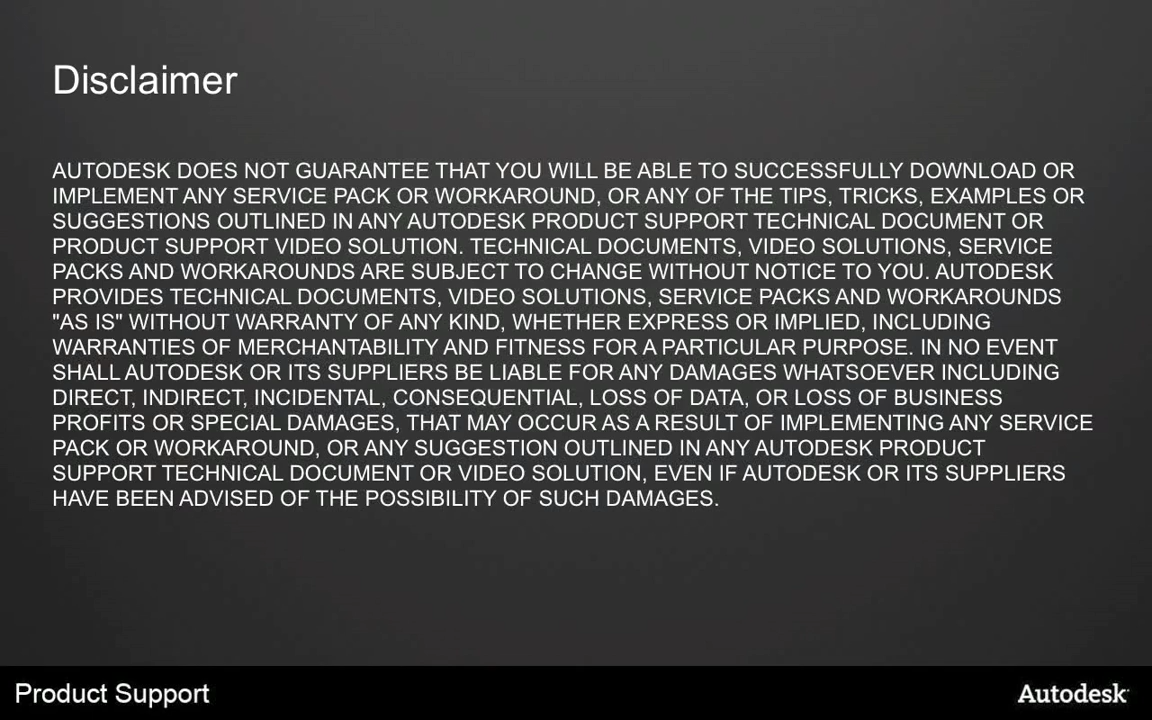 Disclaimer
AUTODESK DOES NOT GUARANTEE THAT YOU WILL BE ABLE TO SUCCESSFULLY DOWNLOAD OR
IMPLEMENT ANY SERVICE PACK OR WORKAROUND, OR ANY OF THE TIPS, TRICKS, EXAMPLES OR
SUGGESTIONS OUTLINED IN ANY AUTODESK PRODUCT SUPPORT TECHNICAL DOCUMENT OR
PRODUCT SUPPORT VIDEO SOLUTION. TECHNICAL DOCUMENTS, VIDEO SOLUTIONS, SERVICE
PACKS AND WORKAROUNDS ARE SUBJECT TO CHANGE WITHOUT NOTICE TO YOU. AUTODESK
PROVIDES TECHNICAL DOCUMENTS, VIDEO SOLUTIONS, SERVICE PACKS AND WORKAROUNDS
"AS IS" WITHOUT WARRANTY OF ANY KIND, WHETHER EXPRESS OR IMPLIED, INCLUDING
WARRANTIES OF MERCHANTABILITY AND FITNESS FOR A PARTICULAR PURPOSE. IN NO EVENT
SHALL AUTODESK OR ITS SUPPLIERS BE LIABLE FOR ANY DAMAGES WHATSOEVER INCLUDING
DIRECT, INDIRECT, INCIDENTAL, CONSEQUENTIAL, LOSS OF DATA, OR LOSS OF BUSINESS
PROFITS OR SPECIAL DAMAGES, THAT MAY OCCUR AS A RESULT OF IMPLEMENTING ANY SERVICE
PACK OR WORKAROUND, OR ANY SUGGESTION OUTLINED IN ANY AUTODESK PRODUCT
SUPPORT TECHNICAL DOCUMENT OR VIDEO SOLUTION, EVEN IF AUTODESK OR ITS SUPPLIERS
HAVE BEEN ADVISED OF THE POSSIBILITY OF SUCH DAMAGES.
Product Support
Autodesk